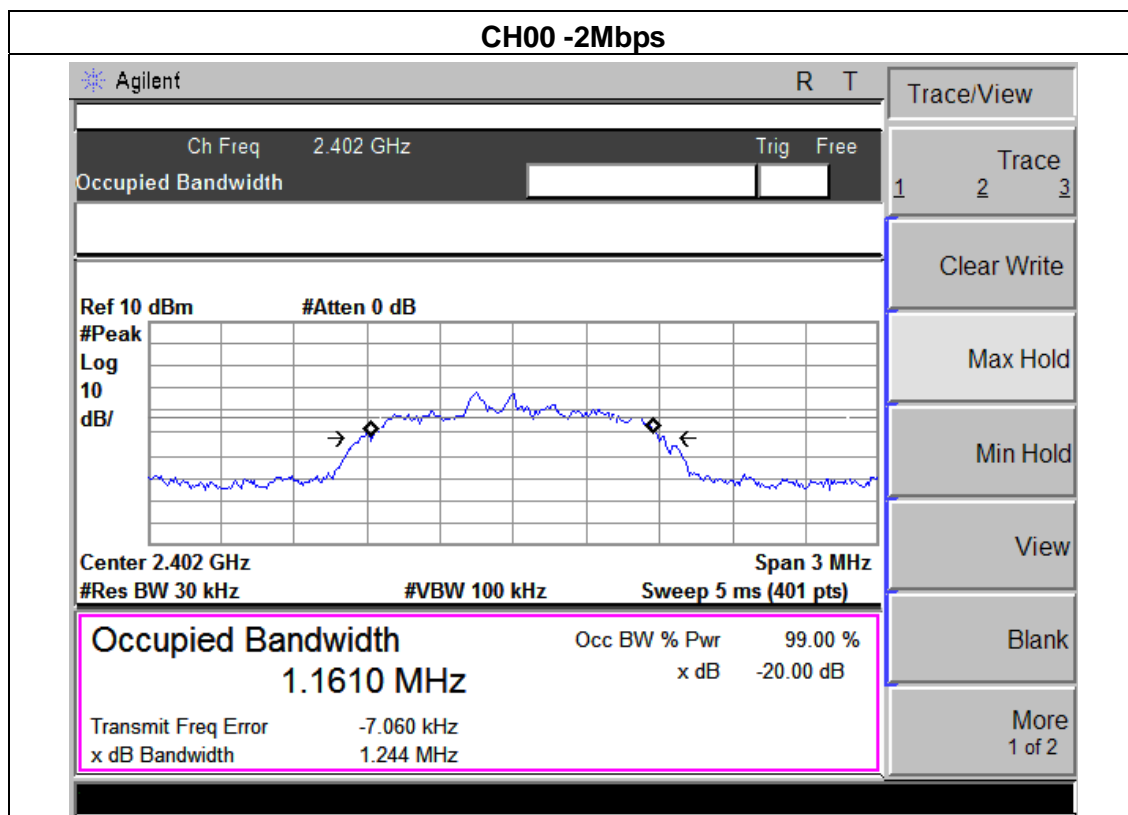 CH00 -2Mbps
Agilent R T
Ch Freq 2.402 GHz Trig Free
Occupied Bandwidth
Ref 10 dBm #Atten 0 dB
#Peak
Log
10
dB/
Center 2.402 GHz Span 3 MHz
#Res BW 30 kHz #VBW 100 kHz Sweep 5 ms (401 pts)
Occupied Bandwidth Occ BW % Pwr 99.00 %
1.1610 MHz x dB -20.00 dB
Transmit Freq Error -7.060 kHz
x dB Bandwidth 1.244 MHz
Trace/View
Trace
1 2 3
Clear Write
Max Hold
Min Hold
View
Blank
More
1 of 2